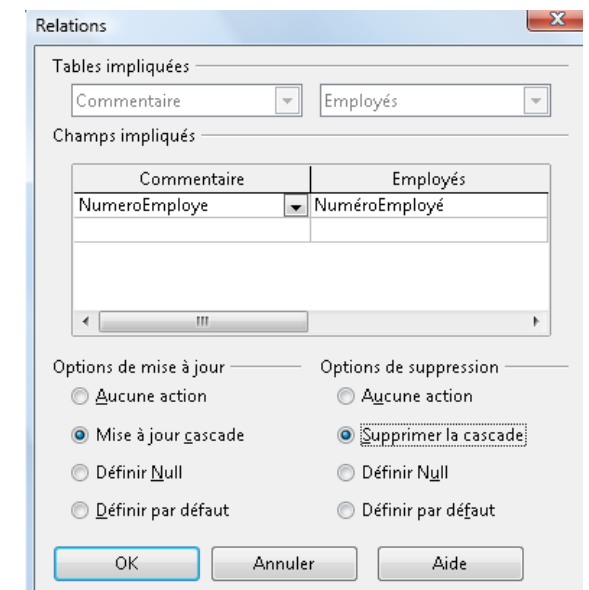 Relations
Tables impliquées
Commentaire Employés
Champs impliqués
Commentaire Employés
NumeroEmploye NuméroEmployé
Options de mise à jour Options de suppression
Aucune action Aucune action
Mise à jour cascade Supprimer la cascade
Définir Null Définir Null
Définir par défaut Définir par défaut
OK Annuler Aide